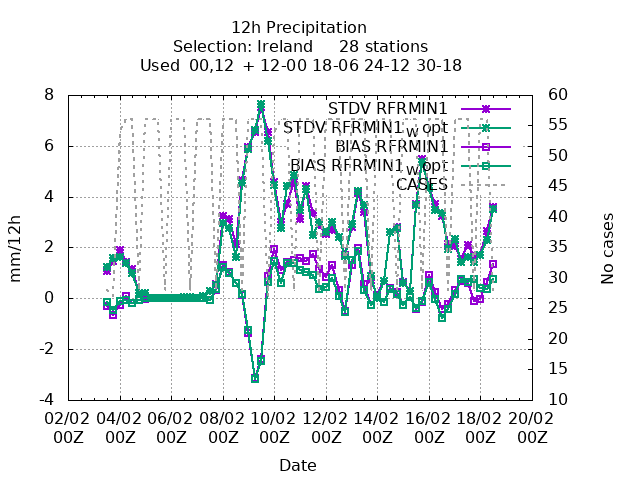 12h Precipitation
Selection: Ireland 28 stations
Used 00,12 + 12-00 18-06 24-12 30-18
STDV RFRMIN1
STDV RFRMIN1_w opt
BIAS RFRMIN1
BIAS RFRMIN1_w opt
CASES
8
6
4
2
0
-2
-4
60
55
50
45
40
35
30
25
20
15
10
mm/12h
No cases
02/02 04/02 06/02 08/02 10/02 12/02 14/02 16/02 18/02 20/02
00Z 00Z 00Z 00Z 00Z 00Z 00Z 00Z 00Z 00Z
Date